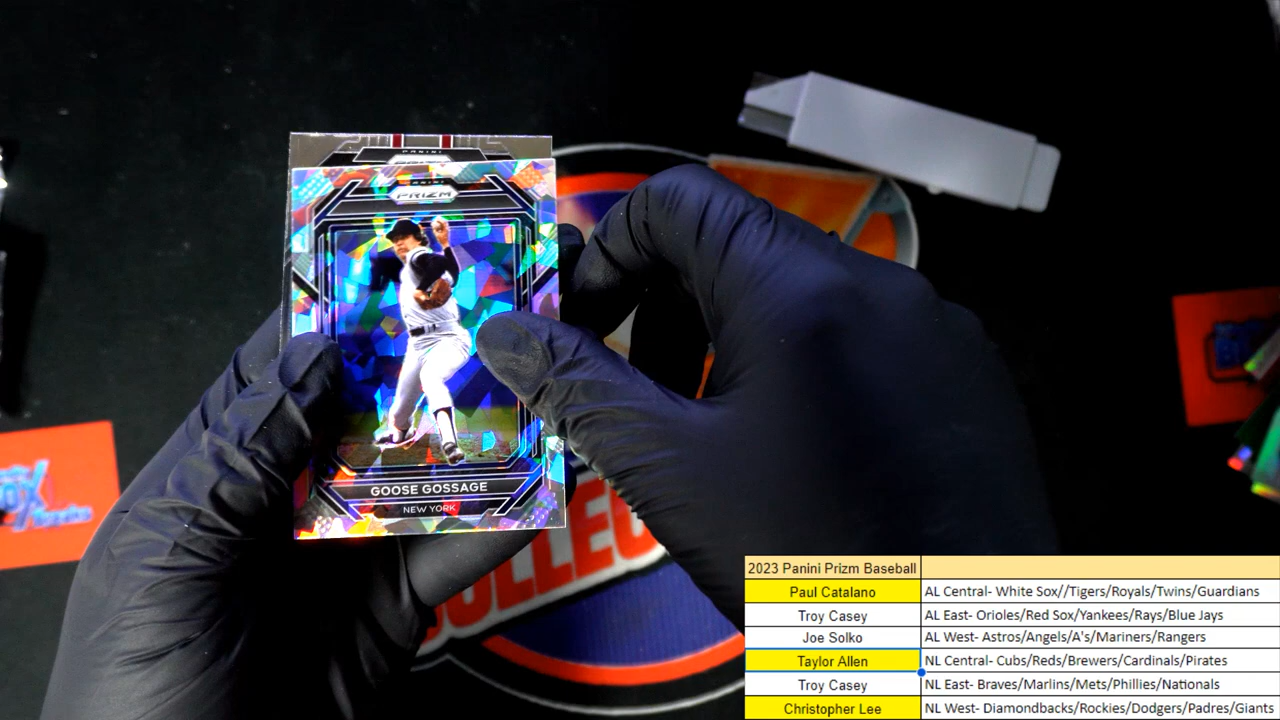 PANINI
PANINI
PRIZM
GOOSE GOSSAGE
NEW YORK
COLLEC
2023 Panini Prizm Baseball
Paul Catalano AL Central- White Sox//Tigers/Royals/Twins/Guardians
Troy Casey AL East- Orioles/Red Sox/Yankees/Rays/Blue Jays
Joe Solko AL West- Astros/Angels/A's/Mariners/Rangers
Taylor Allen NL Central- Cubs/Reds/Brewers/Cardinals/Pirates
Troy Casey NL East- Braves/Marlins/Mets/Phillies/Nationals
Christopher Lee NL West- Diamondbacks/Rockies/Dodgers/Padres/Giants